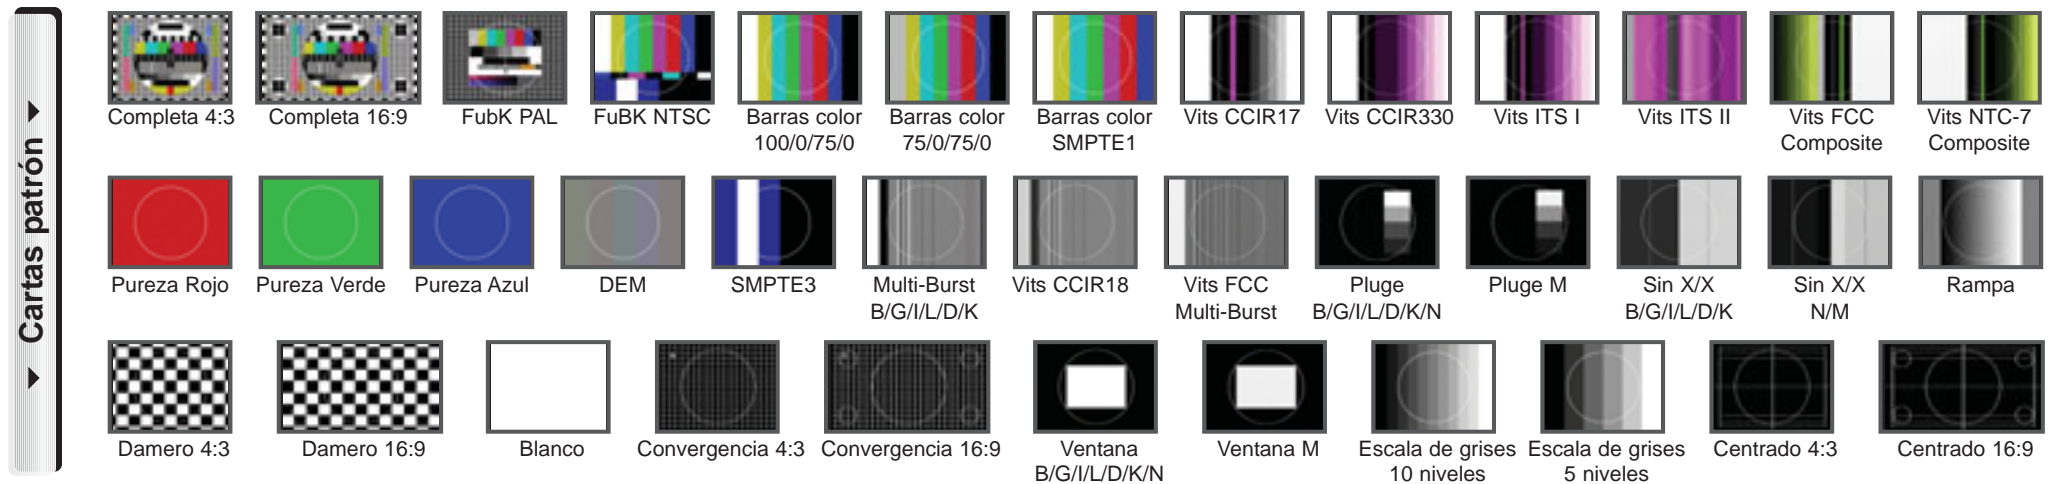 Cartas patrón
Completa 4:3
Completa 16:9
FubK PAL
FuBK NTSC
Barras color
100/0/75/0
Barras color
75/0/75/0
Barras color
SMPTE1
Vits CCIR17
Vits CCIR330
Vits ITS I
Vits ITS II
Vits FCC
Composite
Vits NTC-7
Composite
Pureza Rojo
Pureza Verde
Pureza Azul
DEM
SMPTE3
Multi-Burst
B/G/I/L/D/K
Vits CCIR18
Vits FCC
Multi-Burst
Pluge
B/G/I/L/D/K/N
Pluge M
Sin X/X
B/G/I/L/D/K
Sin X/X
N/M
Rampa
Damero 4:3
Damero 16:9
Blanco
Convergencia 4:3
Convergencia 16:9
Ventana
B/G/I/L/D/K/N
Ventana M
Escala de grises
10 niveles
Escala de grises
5 niveles
Centrado 4:3
Centrado 16:9